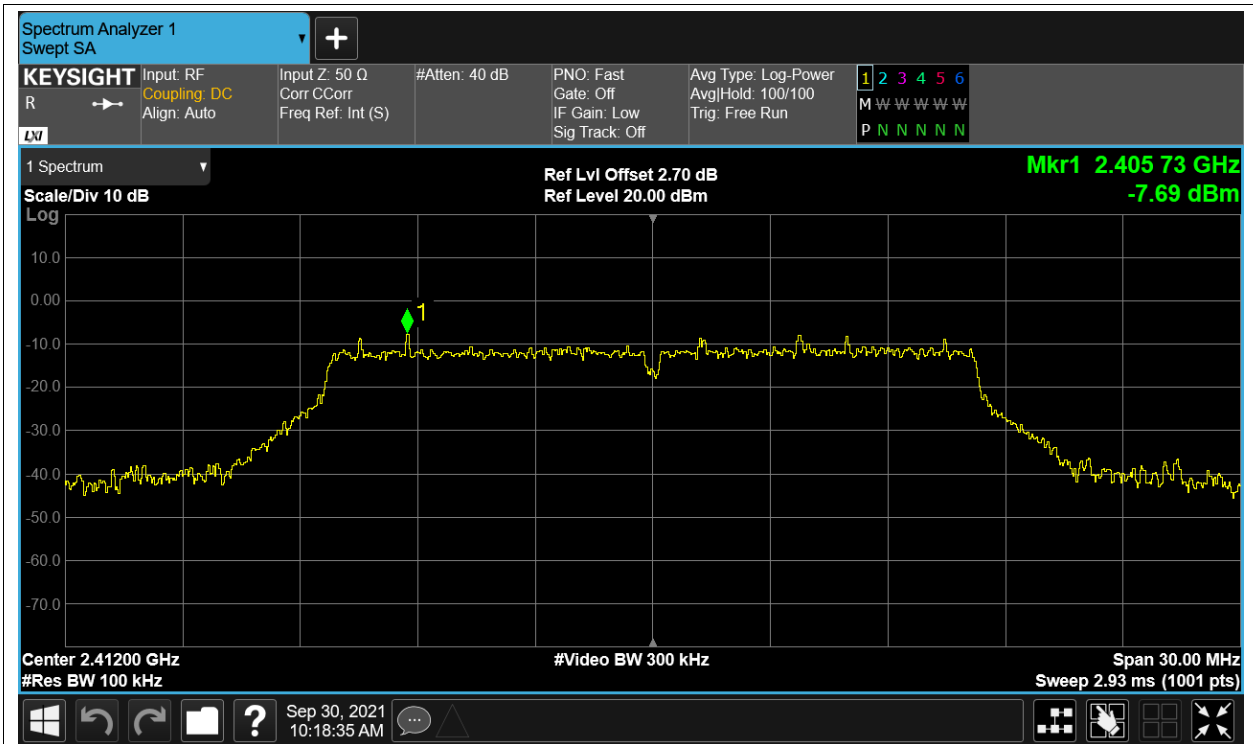 Spectrum Analyzer 1
Swept SA
KEYSIGHT
R
LXI
Input: RF
Coupling: DC
Align: Auto
Input Z: 50 Ω
Corr CCorr
Freq Ref: Int (S)
#Atten: 40 dB
PNO: Fast
Gate: Off
IF Gain: Low
Sig Track: Off
Avg Type: Log-Power
Avg|Hold: 100/100
Trig: Free Run
1 2 3 4 5 6
M W W W W W
P N N N N N
1 Spectrum
Scale/Div 10 dB
Log
Ref Lvl Offset 2.70 dB
Ref Level 20.00 dBm
Mkr1 2.405 73 GHz
-7.69 dBm
10.0
0.00
-10.0
-20.0
-30.0
-40.0
-50.0
-60.0
-70.0
1
Center 2.41200 GHz
#Res BW 100 kHz
#Video BW 300 kHz
Span 30.00 MHz
Sweep 2.93 ms (1001 pts)
?
Sep 30, 2021
10:18:35 AM